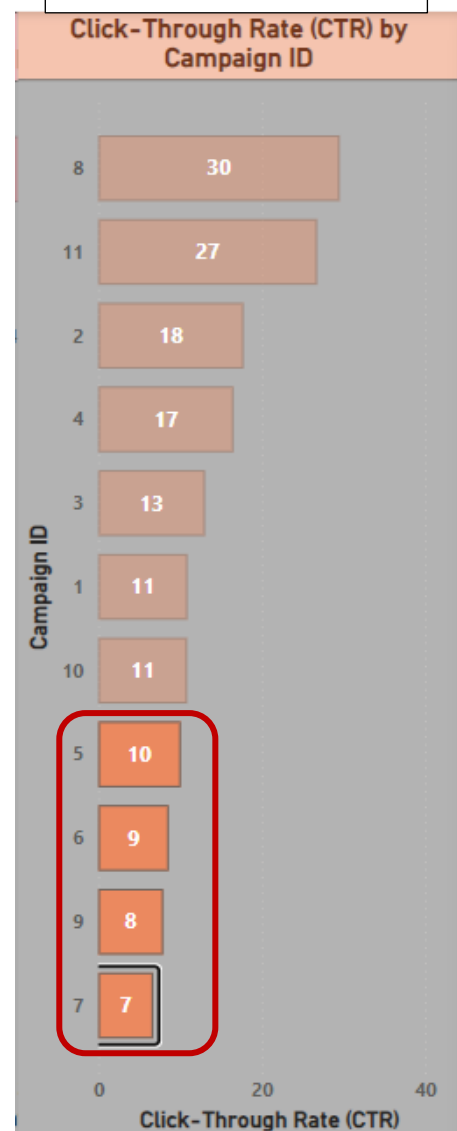 Click-Through Rate (CTR) by
Campaign ID
Campaign ID
8 30
11 27
2 18
4 17
3 13
1 11
10 11
5 10
6 9
9 8
7 7
0 20 40
Click-Through Rate (CTR)